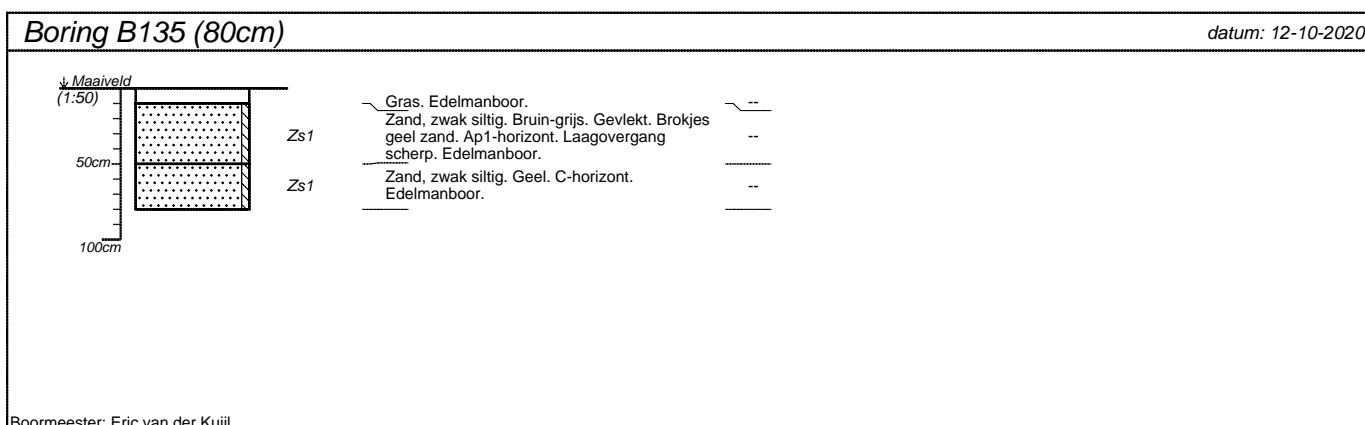 Boring B135 (80cm)
datum: 12-10-2020
Maaiveld
(1:50)
Gras. Edelmanboor.
--
Zs1
Zand, zwak siltig. Bruin-grijs. Gevlekt. Brokjes
geel zand. Ap1-horizont. Laagovergang
scherp. Edelmanboor.
--
50cm
Zs1
Zand, zwak siltig. Geel. C-horizont.
Edelmanboor.
--
100cm
Boormeester: Eric van der Kuijl